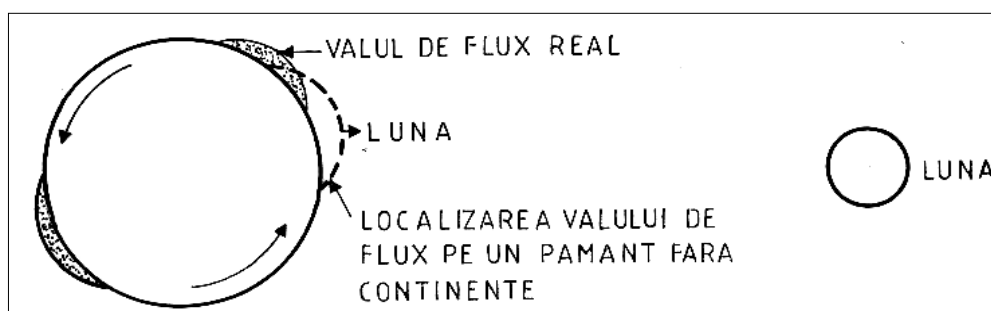 VALUL DE FLUX REAL
LUNA
LUNA
LOCALIZAREA VALULUI DE
FLUX PE UN PAMANT FARA
CONTINENTE